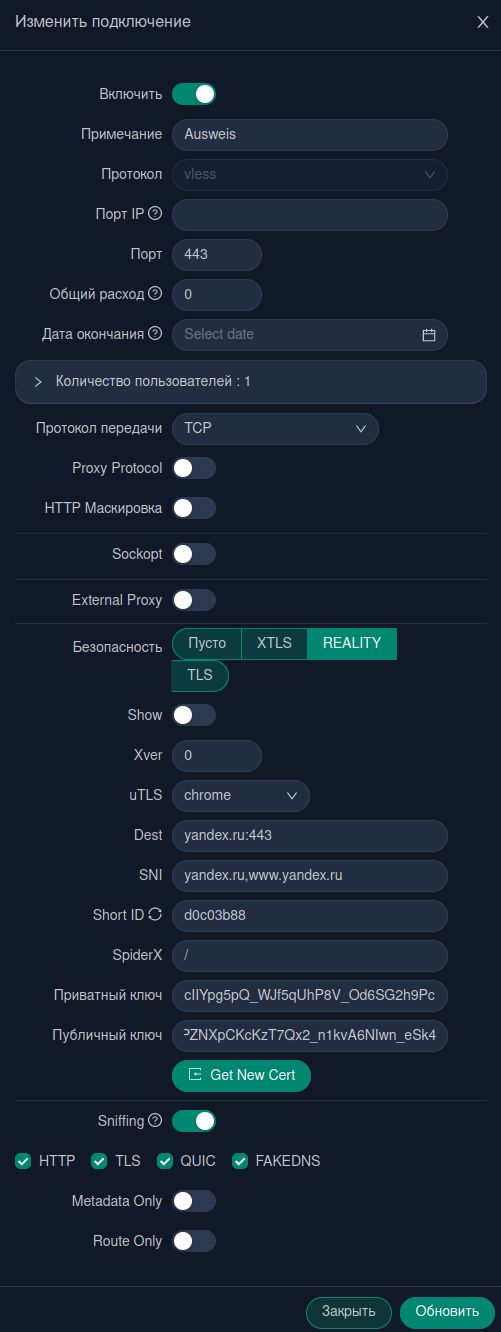 Изменить подключение
Включить
Примечание Ausweis
Протокол vless
Порт IP
Порт 443
Общий расход 0
Дата окончания Select date
Количество пользователей : 1
Протокол передачи TCP
Proxy Protocol
HTTP Маскировка
Sockopt
External Proxy
Безопасность Пусто XTLS REALITY
TLS
Show
Xver 0
uTLS chrome
Dest yandex.ru:443
SNI yandex.ru,www.yandex.ru
Short ID d0c03b88
SpiderX /
Приватный ключ cIIYpg5pQ_WJf5qUhP8V_Od6SG2h9Pc
Публичный ключ PZNXpCKcKzT7Qx2_n1kvA6NIwn_eSk4
Get New Cert
Sniffing
HTTP TLS QUIC FAKEDNS
Metadata Only
Route Only
Закрыть Обновить